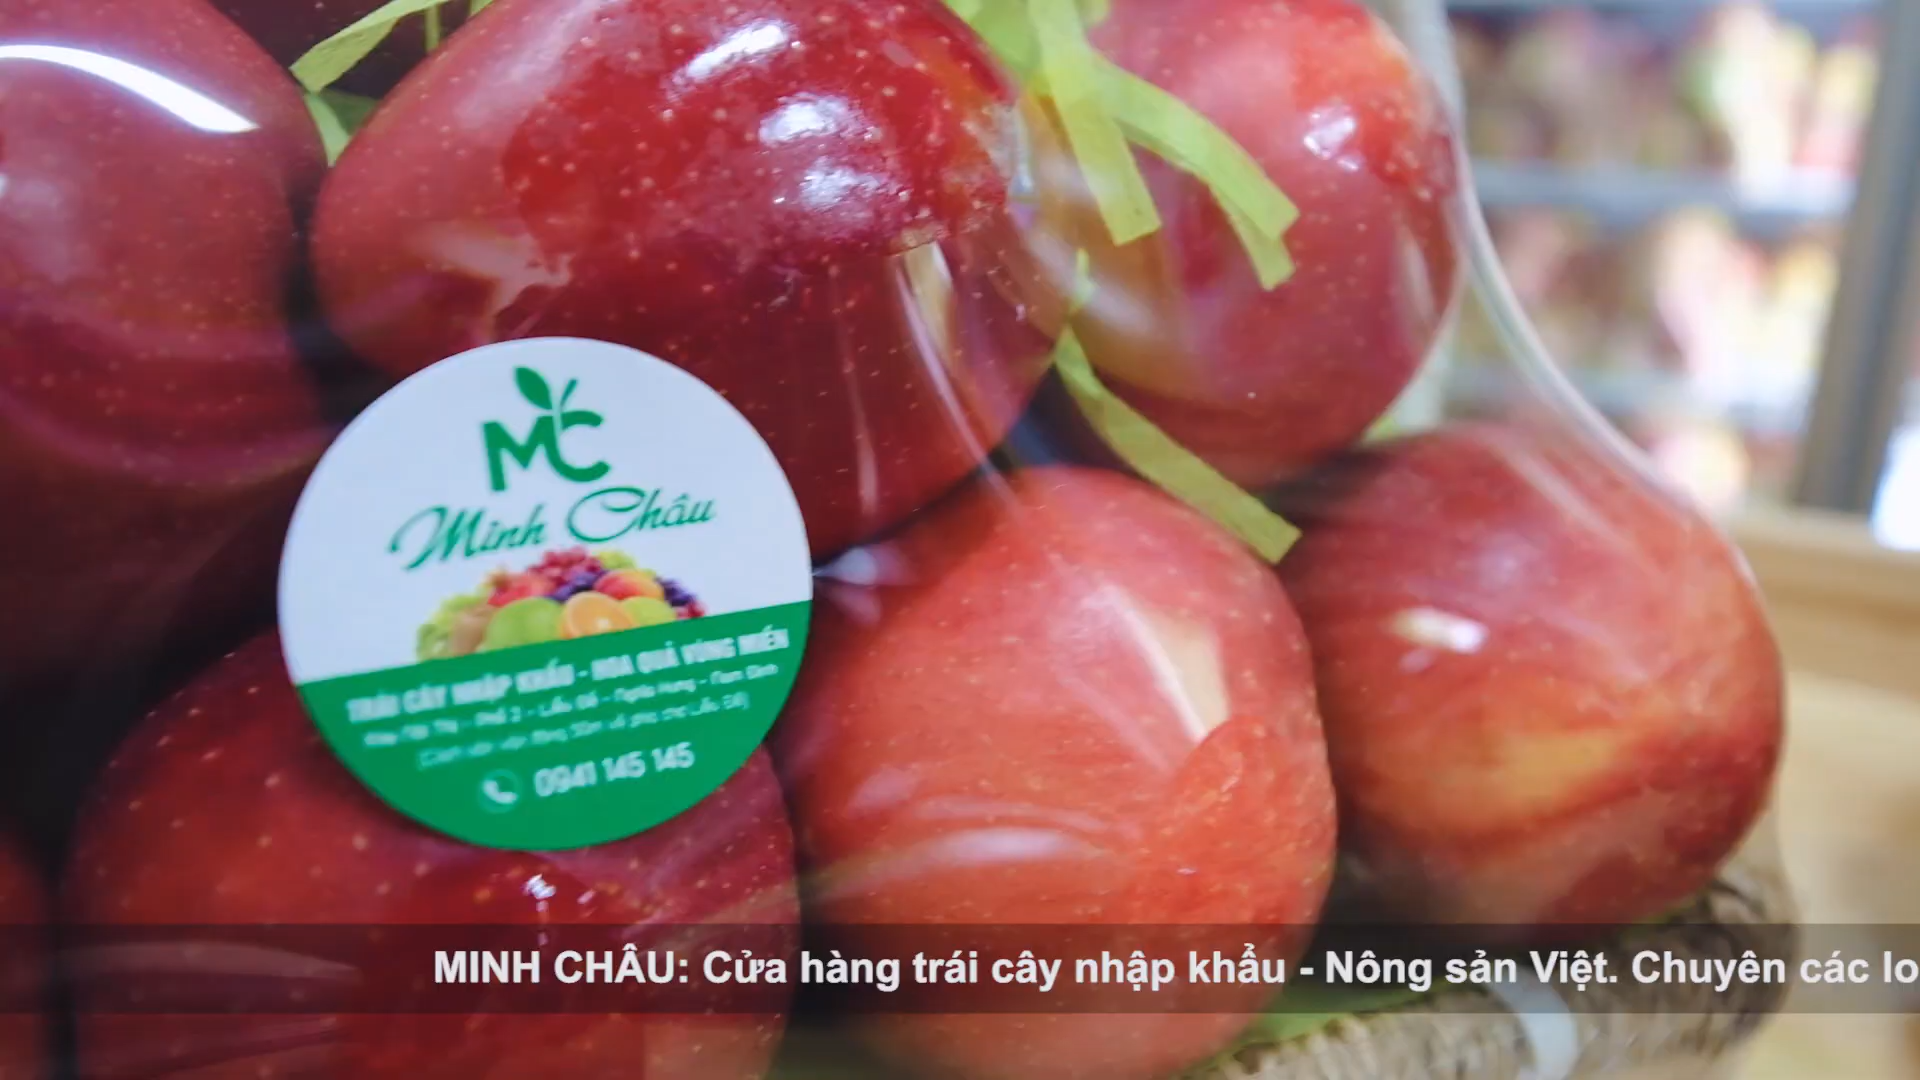 MC
Minh Châu
TRÁI CÂY NHẬP KHẨU - HOA QUẢ VÙNG MIỀN
0941 145 145
MINH CHÂU: Cửa hàng trái cây nhập khẩu - Nông sản Việt. Chuyên các lo